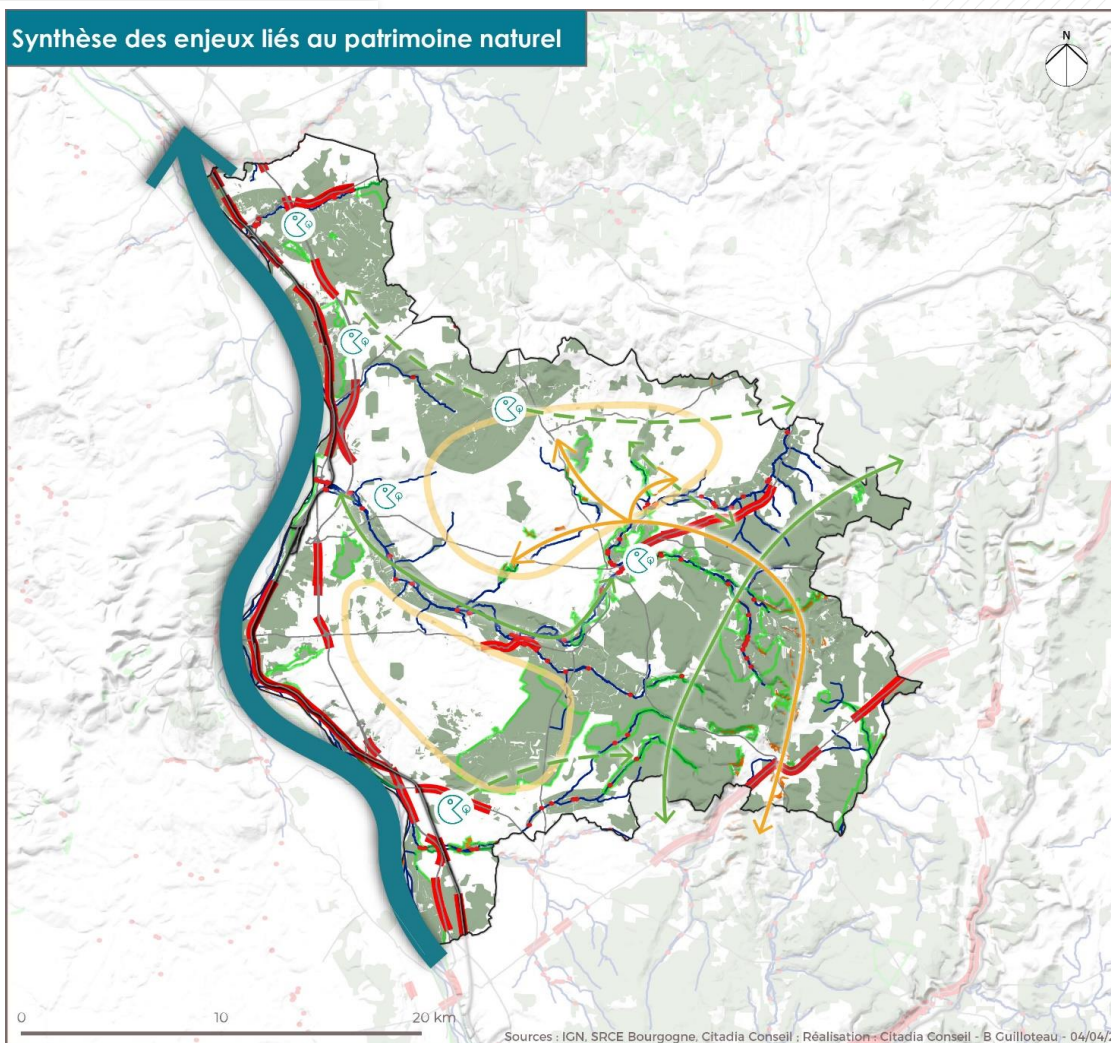 Synthèse des enjeux liés au patrimoine naturel
N
0 10 20 km
Sources : IGN, SRCE Bourgogne, Citadia Conseil ; Réalisation : Citadia Conseil - B Guilloteau - 04/04/